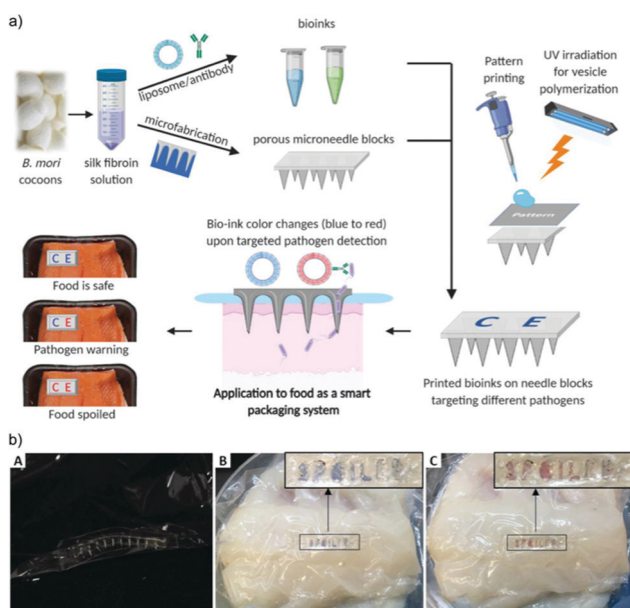 a)
bioinks
liposome/antibody
microfabrication
B. mori
cocoons
silk fibroin
solution
porous microneedle blocks
Pattern
printing
UV irradiation
for vesicle
polymerization
Pattern
Bio-ink color changes (blue to red)
upon targeted pathogen detection
C E
Food is safe
C E
Pathogen warning
C E
Food spoiled
Application to food as a smart
packaging system
C E
Printed bioinks on needle blocks
targeting different pathogens
b)
A
B
SPOILED
C
SPOILED